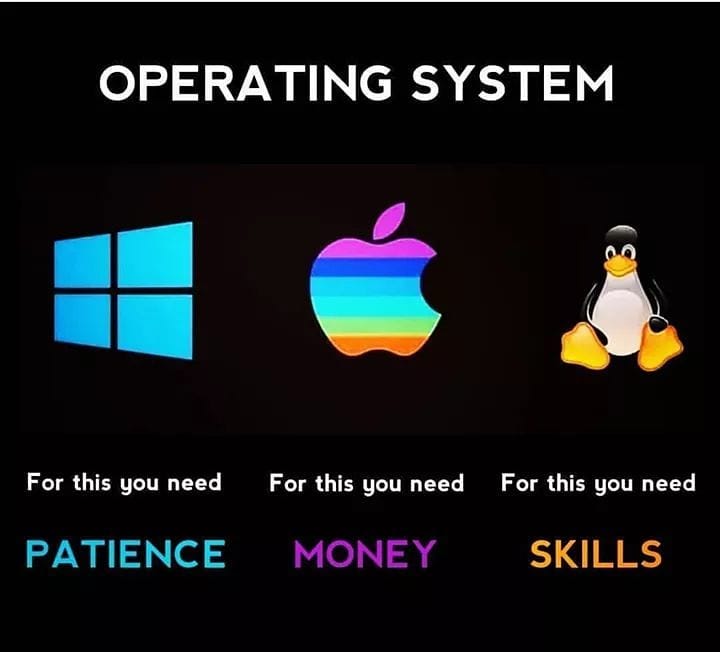 OPERATING SYSTEM
For this you need
For this you need
For this you need
PATIENCE
MONEY
SKILLS